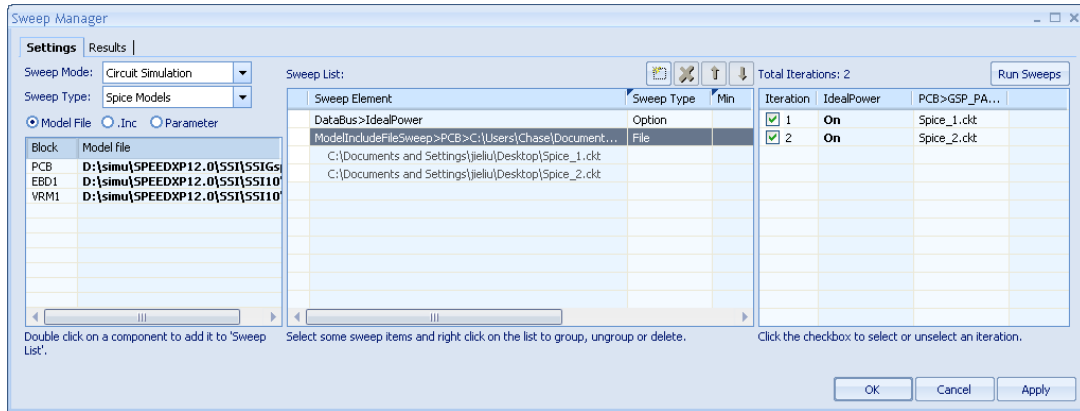 Sweep Manager
Settings Results
Sweep Mode: Circuit Simulation
Sweep Type: Spice Models
Model File .Inc Parameter
Block Model file
PCB D:\simu\SPEEDXP12.0\SSI\SSIGs
EBD1 D:\simu\SPEEDXP12.0\SSI\SSI10'
VRM1 D:\simu\SPEEDXP12.0\SSI\SSI10'
Double click on a component to add it to 'Sweep
List'.
Sweep List:
Sweep Element Sweep Type Min
DataBus>IdealPower Option
ModelIncludeFileSweep>PCB>C:\Users\Chase\Document... File
C:\Documents and Settings\jieliu\Desktop\Spice_1.ckt
C:\Documents and Settings\jieliu\Desktop\Spice_2.ckt
Select some sweep items and right click on the list to group, ungroup or delete.
Total Iterations: 2 Run Sweeps
Iteration IdealPower PCB>GSP_PA...
1 On Spice_1.ckt
2 On Spice_2.ckt
Click the checkbox to select or unselect an iteration.
OK Cancel Apply